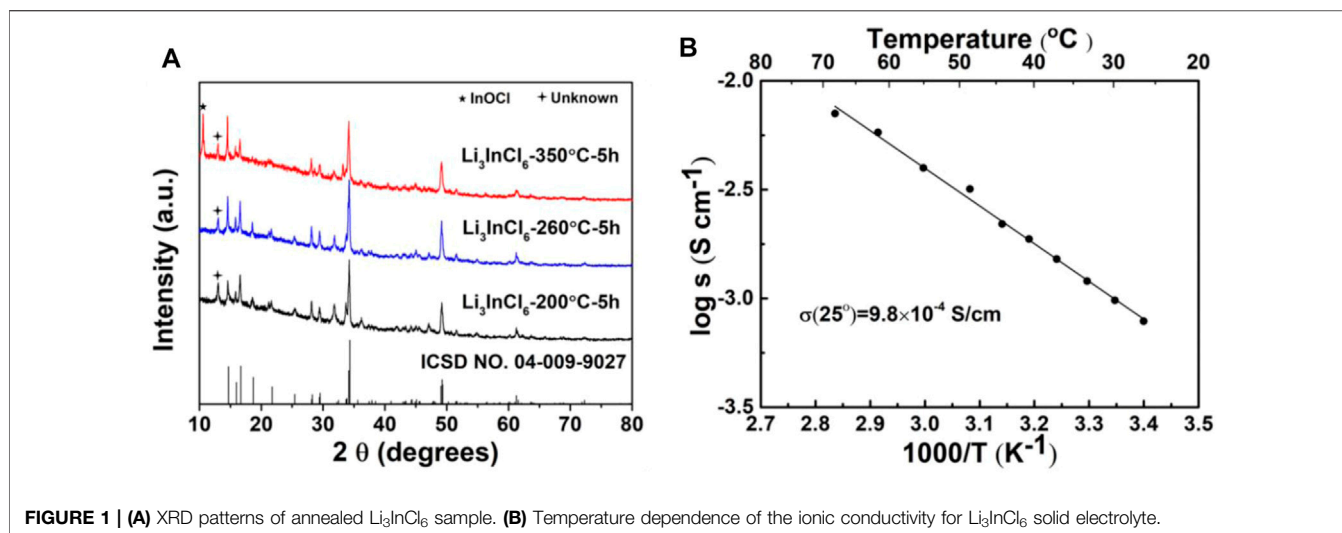 A
★ InOCl ✦ Unknown
Li₃InCl₆-350°C-5h
Li₃InCl₆-260°C-5h
Li₃InCl₆-200°C-5h
ICSD NO. 04-009-9027
Intensity (a.u.)
10 20 30 40 50 60 70 80
2 θ (degrees)
B
Temperature (°C)
80 70 60 50 40 30 20
-2.0
-2.5
-3.0
-3.5
log s (S cm⁻¹)
σ(25°)=9.8×10⁻⁴ S/cm
2.7 2.8 2.9 3.0 3.1 3.2 3.3 3.4 3.5
1000/T (K⁻¹)
FIGURE 1 | (A) XRD patterns of annealed Li₃InCl₆ sample. (B) Temperature dependence of the ionic conductivity for Li₃InCl₆ solid electrolyte.